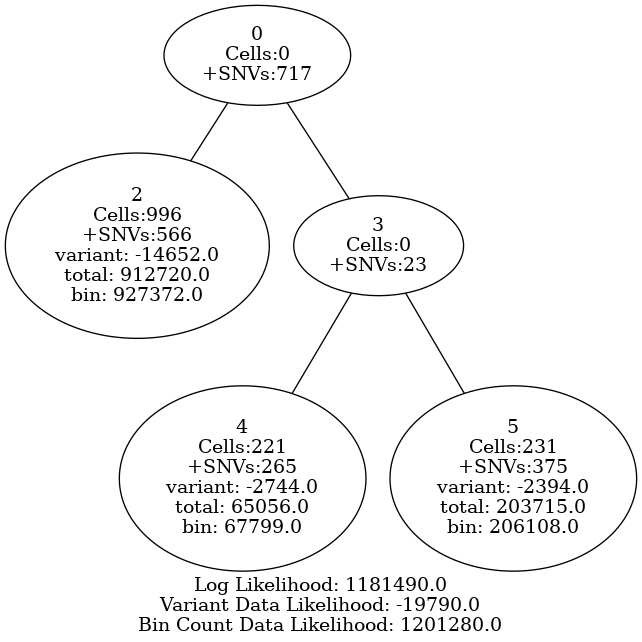 0
Cells:0
+SNVs:717
2
Cells:996
+SNVs:566
variant: -14652.0
total: 912720.0
bin: 927372.0
3
Cells:0
+SNVs:23
4
Cells:221
+SNVs:265
variant: -2744.0
total: 65056.0
bin: 67799.0
5
Cells:231
+SNVs:375
variant: -2394.0
total: 203715.0
bin: 206108.0
Log Likelihood: 1181490.0
Variant Data Likelihood: -19790.0
Bin Count Data Likelihood: 1201280.0